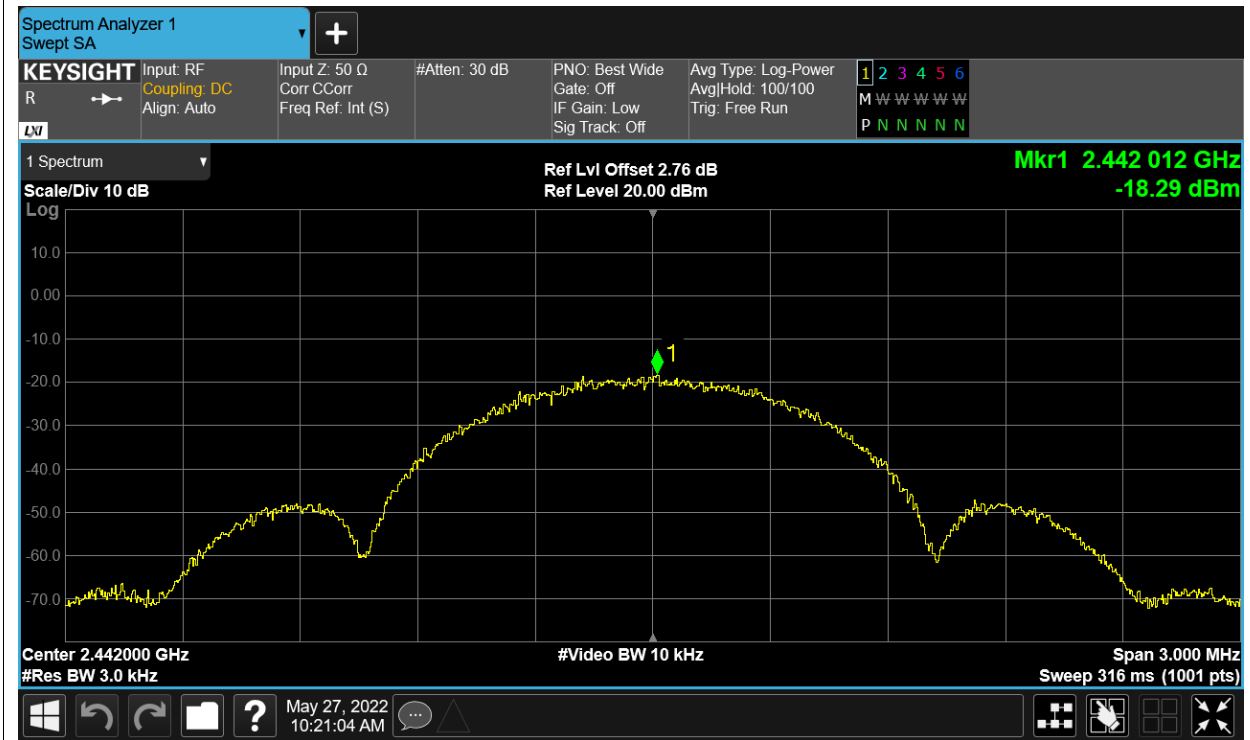 Spectrum Analyzer 1
Swept SA
KEYSIGHT
R
LXI
Input: RF
Coupling: DC
Align: Auto
Input Z: 50 Ω
Corr CCorr
Freq Ref: Int (S)
#Atten: 30 dB
PNO: Best Wide
Gate: Off
IF Gain: Low
Sig Track: Off
Avg Type: Log-Power
Avg|Hold: 100/100
Trig: Free Run
1 2 3 4 5 6
M W W W W W
P N N N N N
1 Spectrum
Scale/Div 10 dB
Ref Lvl Offset 2.76 dB
Ref Level 20.00 dBm
Mkr1 2.442 012 GHz
-18.29 dBm
Log
10.0
0.00
-10.0
-20.0
-30.0
-40.0
-50.0
-60.0
-70.0
1
Center 2.442000 GHz
#Res BW 3.0 kHz
#Video BW 10 kHz
Span 3.000 MHz
Sweep 316 ms (1001 pts)
?
May 27, 2022
10:21:04 AM